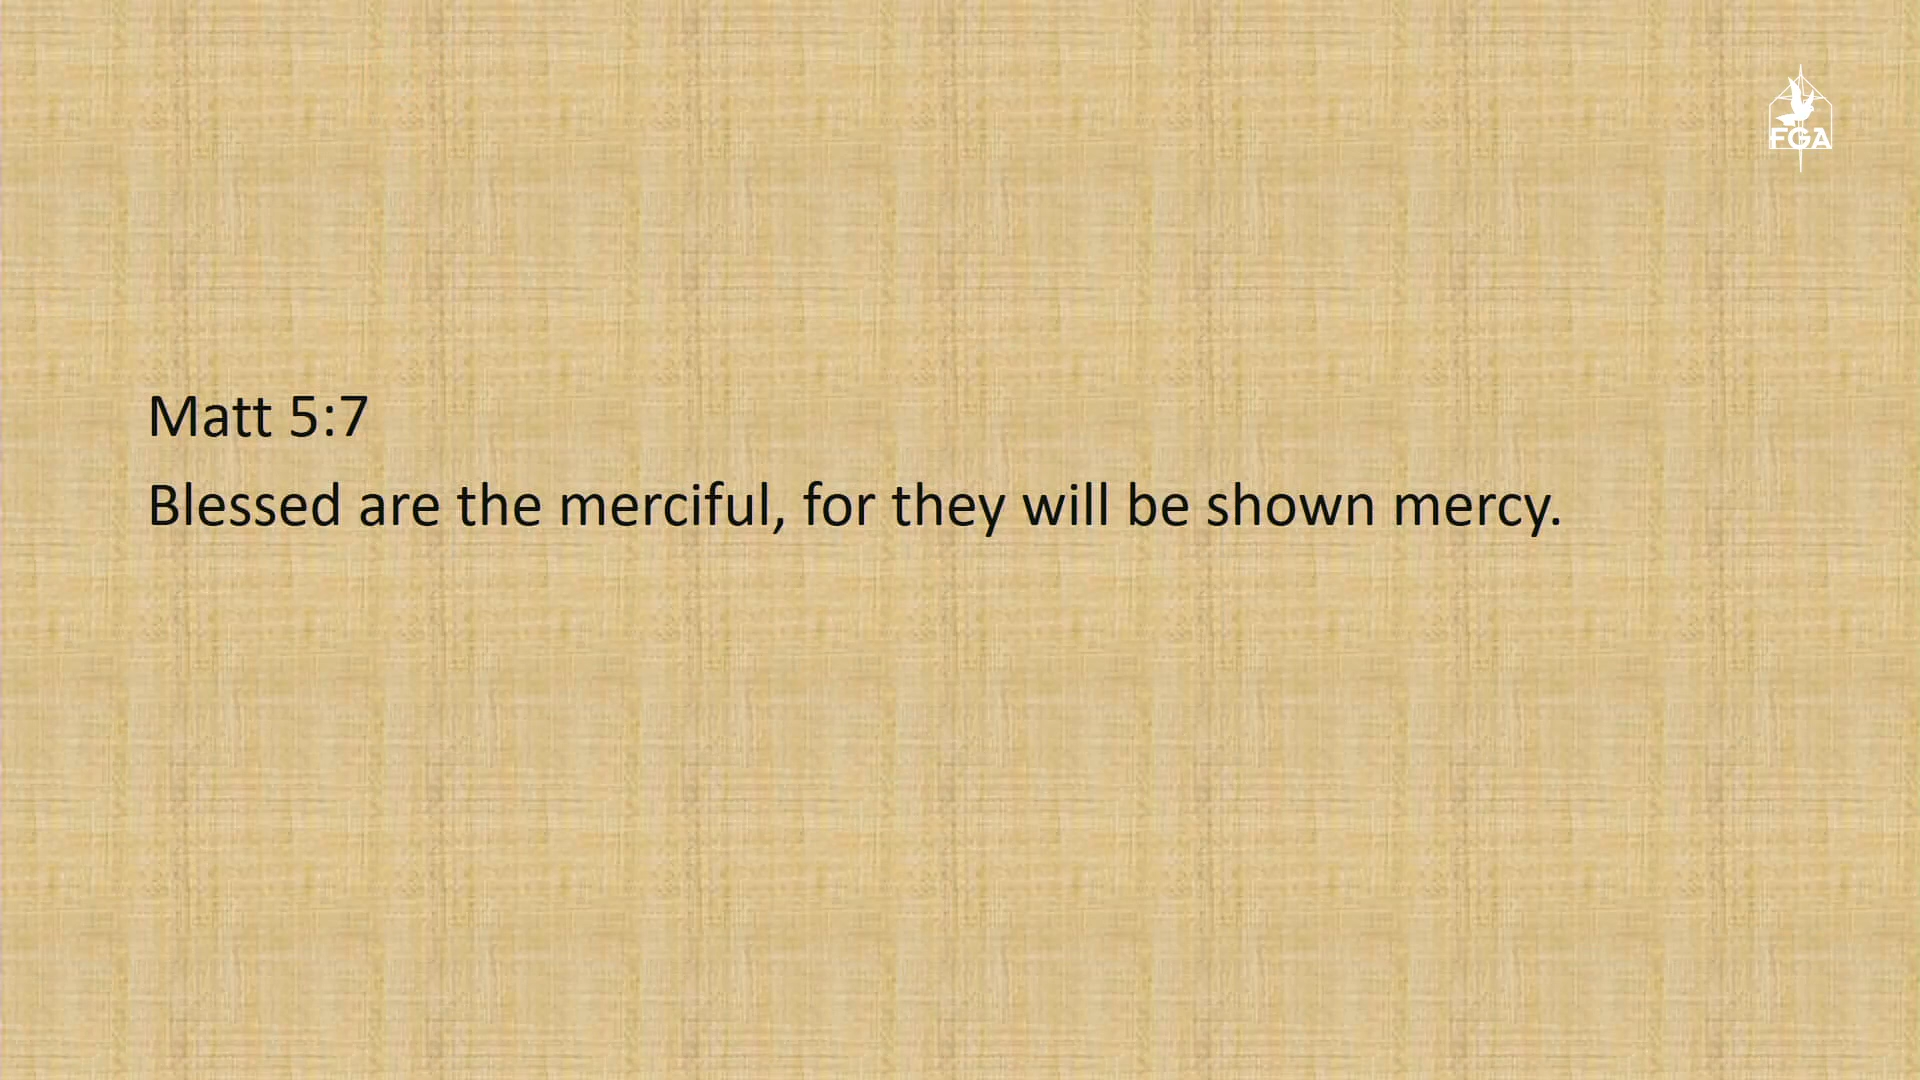 FGA
Matt 5:7
Blessed are the merciful, for they will be shown mercy.